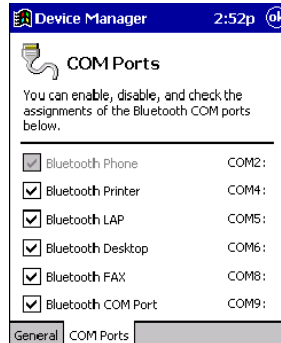 Device Manager 2:52p ok
COM Ports
You can enable, disable, and check the
assignments of the Bluetooth COM ports
below.
Bluetooth Phone COM2:
Bluetooth Printer COM4:
Bluetooth LAP COM5:
Bluetooth Desktop COM6:
Bluetooth FAX COM8:
Bluetooth COM Port COM9:
General COM Ports